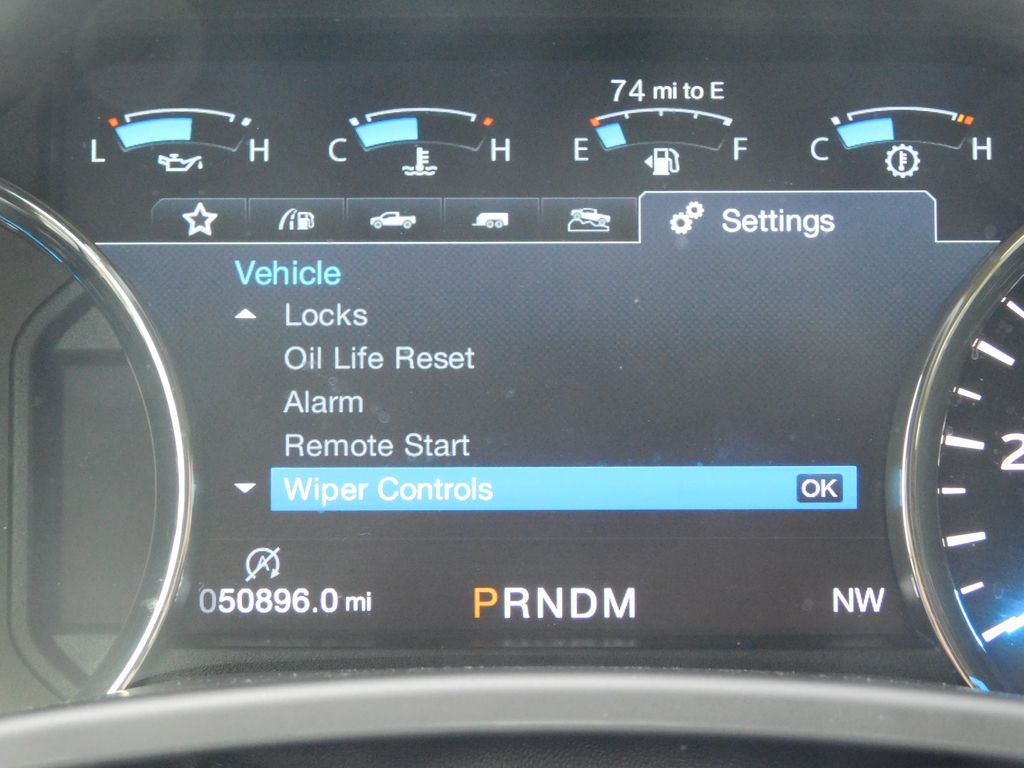 74 mi to E
L H C H E F C H
Settings
Vehicle
Locks
Oil Life Reset
Alarm
Remote Start
Wiper Controls OK
A
050896.0 mi PRNDM NW
2